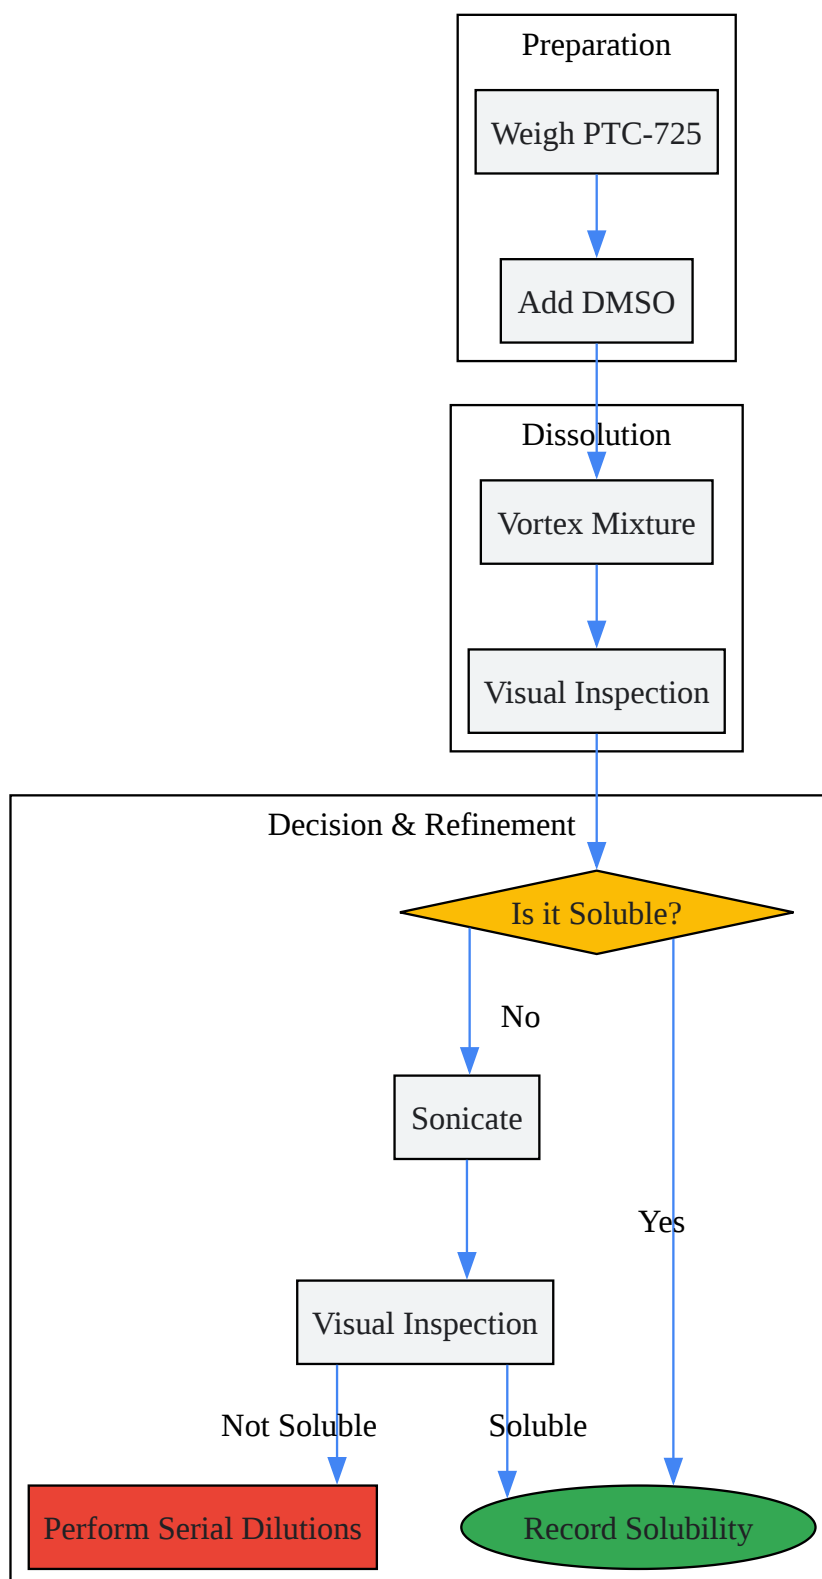 Preparation
Weigh PTC-725
Add DMSO
Dissolution
Vortex Mixture
Visual Inspection
Decision & Refinement
Is it Soluble?
No
Sonicate
Yes
Visual Inspection
Not Soluble
Soluble
Perform Serial Dilutions
Record Solubility